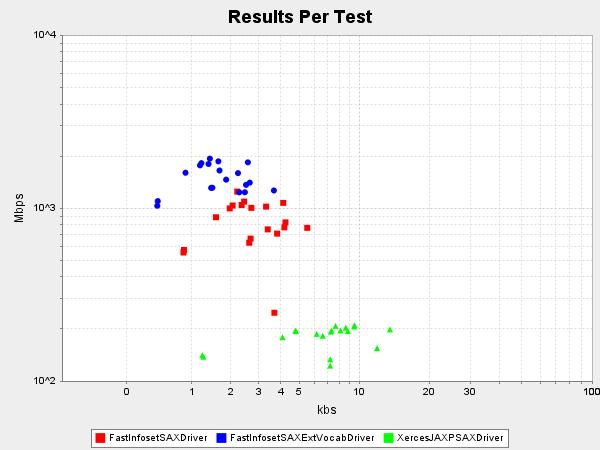 Results Per Test
10^4
10^3
10^2
Mbps
0 1 2 3 4 5 10 20 30 100
kbs
FastInfosetSAXDriver FastInfosetSAXExtVocabDriver XercesJAXPSAXDriver